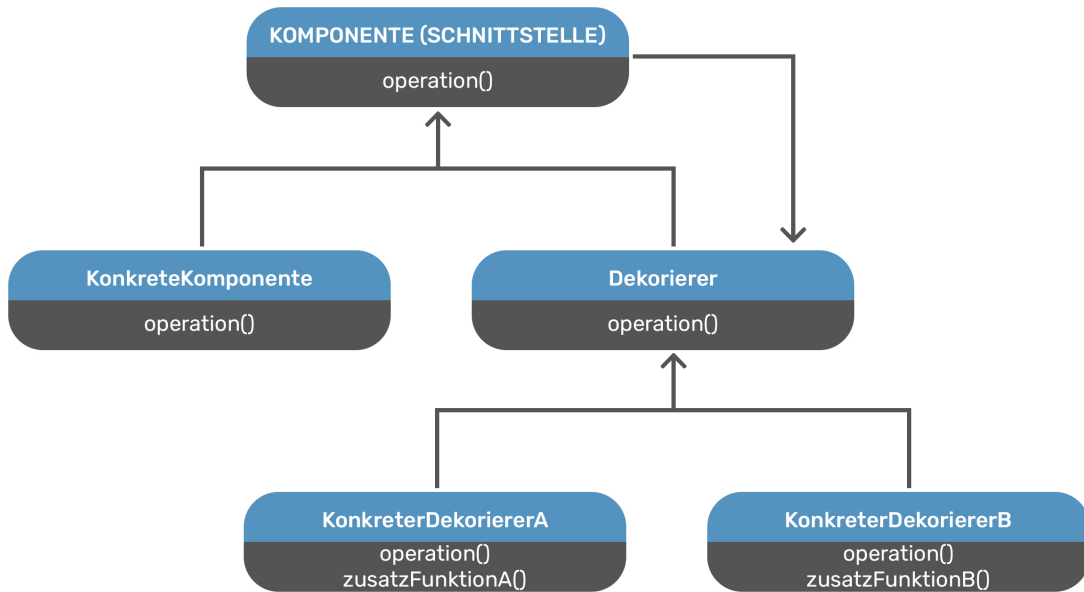 KOMPONENTE (SCHNITTSTELLE)
operation()
KonkreteKomponente
operation()
Dekorierer
operation()
KonkreterDekoriererA
operation()
zusatzFunktionA()
KonkreterDekoriererB
operation()
zusatzFunktionB()